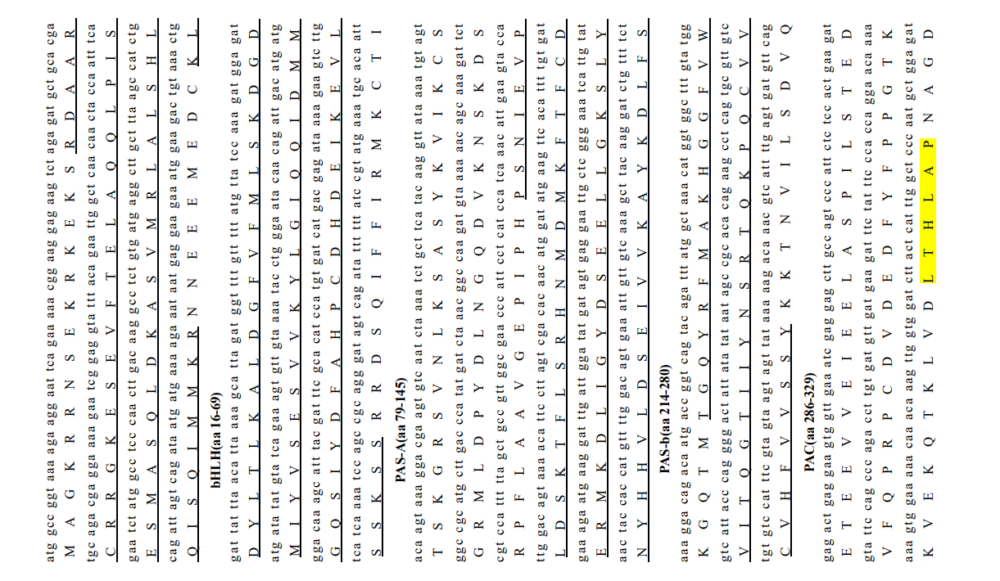 atg gcc ggt aaa aga agg aat tca gaa aaa cgg aag gag aag tct aga gat gct gca cga
M A G K R R N S E K R K E K S R D A A R
tgc aga cga gga aaa gaa tcg gag gta ttt aca gaa ttg gct caa caa cta ccc att tca
C R R G K E S E V F T E L A Q Q L P I S
gaa tct atg gcc tcc caa ctt gac aag gcc tct gtg atg agg ctt gct tta agc cat ctg
E S M A S Q L D K A S V M R L A L S H L
cag att agt cag ata atg atg aaa aga aat aat gag gaa gaa atg gaa gac tgt aaa ctg
Q I S Q I M M K R N N E E E M E D C K L
bHLH(aa 16-69)
gat tat tta aca tta aaa gca tta gat ggt ttt gtt ttt atg tta tcc aaa gat gga gat
D Y L T L K A L D G F V F M L S K D G D
atg ata tat gta tca gaa agt gtt gta aaa tac ctg gga ata caa cag att gac atg atg
M I Y V S E S V V K Y L G I Q Q I D M M
gga caa agc att tac gat ttc gca cat cca tgt gat cat gac gag ata aaa gaa gtc ttg
G Q S I Y D F A H P C D H D E I K E V L
tca tca aaa tcc agc cgc agg gat agt cag ata ttt ttt atc cgt atg aaa tgc aca att
S S K S S R R D S Q I F F I R M K C T I
PAS-A(aa 79-145)
aca agt aaa gga cga agt gtc aat cta aaa tct gct tca tac aag gtt ata aaa tgt agt
T S K G R S V N L K S A S Y K V I K C S
ggc cgc atg ctt gac cca tat gat cta aac ggc caa gat gta aaa aac agc aaa gat tct
G R M L D P Y D L N G Q D V K N S K D S
cgt cca ttt tta gct gcc gtt ggc gaa ccc att cct cat cca tca aac att gaa gta cca
R P F L A A V G E P I P H P S N I E V P
ttg gac agt aaa aca ttc ctt agt cga cac aac atg gat atg aag ttc aca ttt tgt gat
L D S K T F L S R H N M D M K F T F C D
gaa aga atg aag gat ttg att gga tat gat agt gag gaa ttg ctc ggg aaa tca ttg tat
E R M K D L I G Y D S E E L L G K S L Y
aac tac cac cat gtt ttg gac agt gaa att gtt gtc aaa gct tac aag gat ctg ttt tct
N Y H H V L D S E I V V K A Y K D L F S
PAS-b(aa 214-280)
aaa gga cag aca atg acc ggt cag tac aga ttt atg gct aaa cat ggt ggc ttt gta tgg
K G Q T M T G Q Y R F M A K H G G F V W
gtc att acc cag ggg act att ata tat aat agc cgc aca cag aag cct cag tgc gtt gtc
V I T Q G T I I Y N S R T Q K P Q C V V
tgt gtc cat ttc gta gta agt agt tat aaa aag aca aac gtc att ttg agt gat gtt cag
C V H F V V S S Y K K T N V I L S D V Q
PAC(aa 286-329)
gag act gag gaa gtg gtt gaa atc gag gag ctt gcc agt ccc att ctc tcc act gaa gat
E T E E V V E I E E L A S P I L S T E D
gta ttc cag ccc aga cct tgt gat gtt gat gaa gat ttc tat ttc cca ccc gga aca aaa
V F Q P R P C D V D E D F Y F P P G T K
aaa gtg gaa aaa caa aca aag ttg gtg gat ctt act cat ttg gct ccc aat gct gga gat
K V E K Q T K L V D L T H L A P N A G D